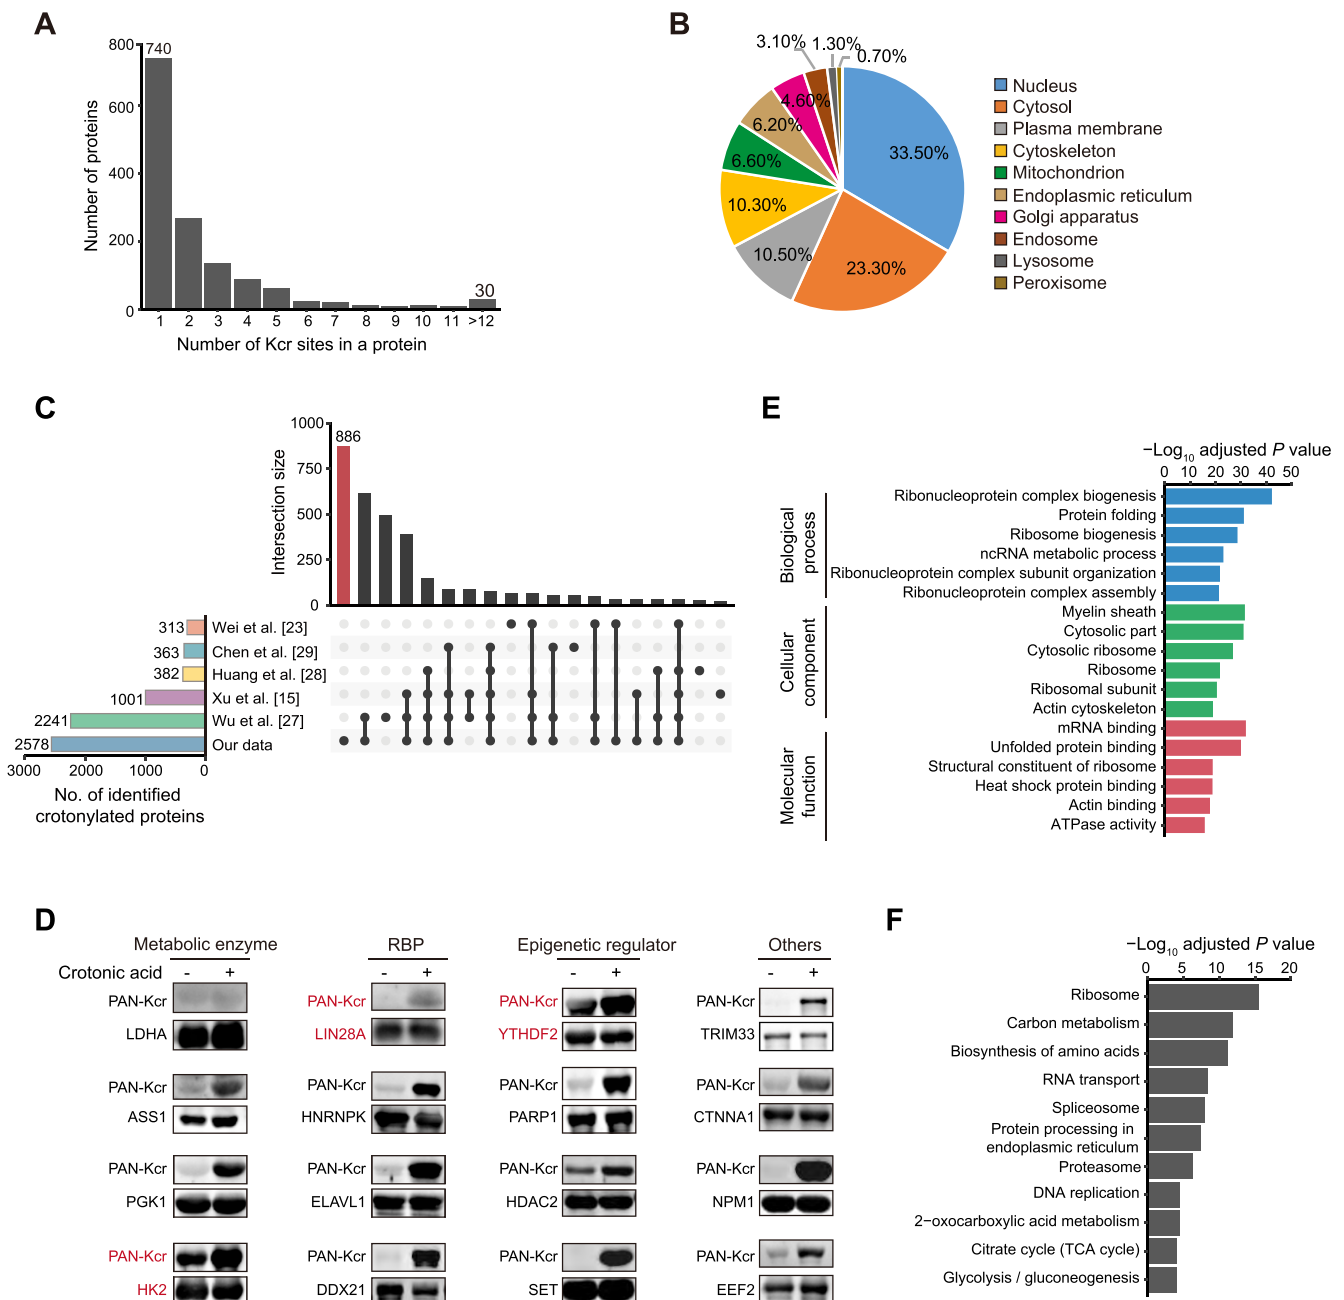 A
800
740
600
400
200
0
30
1 2 3 4 5 6 7 8 9 10 11 >12
Number of proteins
Number of Kcr sites in a protein
B
3.10%
1.30%
0.70%
4.60%
6.20%
6.60%
10.30%
10.50%
23.30%
33.50%
Nucleus
Cytosol
Plasma membrane
Cytoskeleton
Mitochondrion
Endoplasmic reticulum
Golgi apparatus
Endosome
Lysosome
Peroxisome
C
1000
886
750
500
250
0
Intersection size
313 Wei et al. [23]
363 Chen et al. [29]
382 Huang et al. [28]
1001 Xu et al. [15]
2241 Wu et al. [27]
2578 Our data
3000 2000 1000 0
No. of identified
crotonylated proteins
E
−Log10 adjusted P value
0 10 20 30 40 50
Biological
process
Ribonucleoprotein complex biogenesis
Protein folding
Ribosome biogenesis
ncRNA metabolic process
Ribonucleoprotein complex subunit organization
Ribonucleoprotein complex assembly
Cellular
component
Myelin sheath
Cytosolic part
Cytosolic ribosome
Ribosome
Ribosomal subunit
Actin cytoskeleton
Molecular
function
mRNA binding
Unfolded protein binding
Structural constituent of ribosome
Heat shock protein binding
Actin binding
ATPase activity
D
Metabolic enzyme RBP Epigenetic regulator Others
Crotonic acid - + - + - + - +
PAN-Kcr PAN-Kcr PAN-Kcr PAN-Kcr
LDHA LIN28A YTHDF2 TRIM33
PAN-Kcr PAN-Kcr PAN-Kcr PAN-Kcr
ASS1 HNRNPK PARP1 CTNNA1
PAN-Kcr PAN-Kcr PAN-Kcr PAN-Kcr
PGK1 ELAVL1 HDAC2 NPM1
PAN-Kcr PAN-Kcr PAN-Kcr PAN-Kcr
HK2 DDX21 SET EEF2
F
−Log10 adjusted P value
0 5 10 15 20
Ribosome
Carbon metabolism
Biosynthesis of amino acids
RNA transport
Spliceosome
Protein processing in
endoplasmic reticulum
Proteasome
DNA replication
2−oxocarboxylic acid metabolism
Citrate cycle (TCA cycle)
Glycolysis / gluconeogenesis